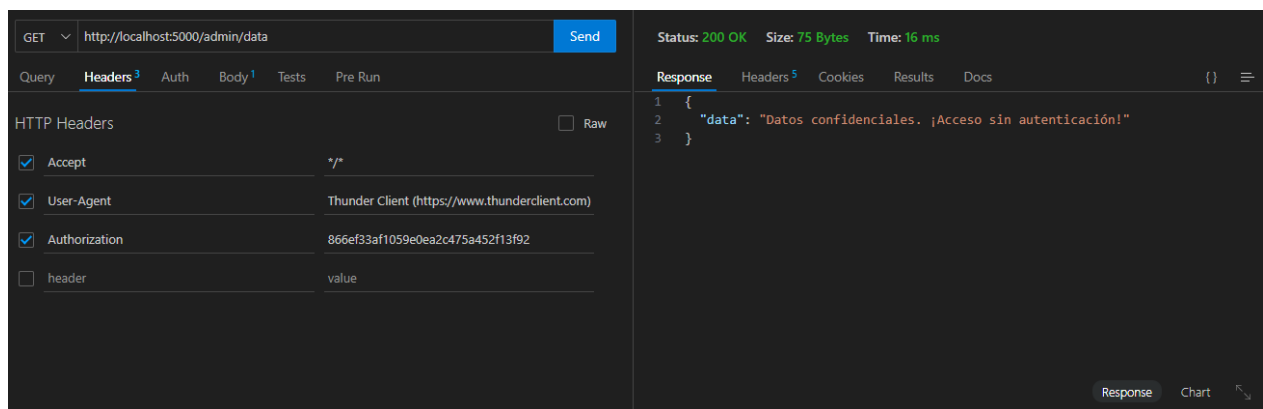 GET http://localhost:5000/admin/data Send
Query Headers 3 Auth Body 1 Tests Pre Run
HTTP Headers Raw
Accept */*
User-Agent Thunder Client (https://www.thunderclient.com)
Authorization 866ef33af1059e0ea2c475a452f13f92
header value
Status: 200 OK Size: 75 Bytes Time: 16 ms
Response Headers 5 Cookies Results Docs {}
1 {
2 "data": "Datos confidenciales. ¡Acceso sin autenticación!"
3 }
Response Chart